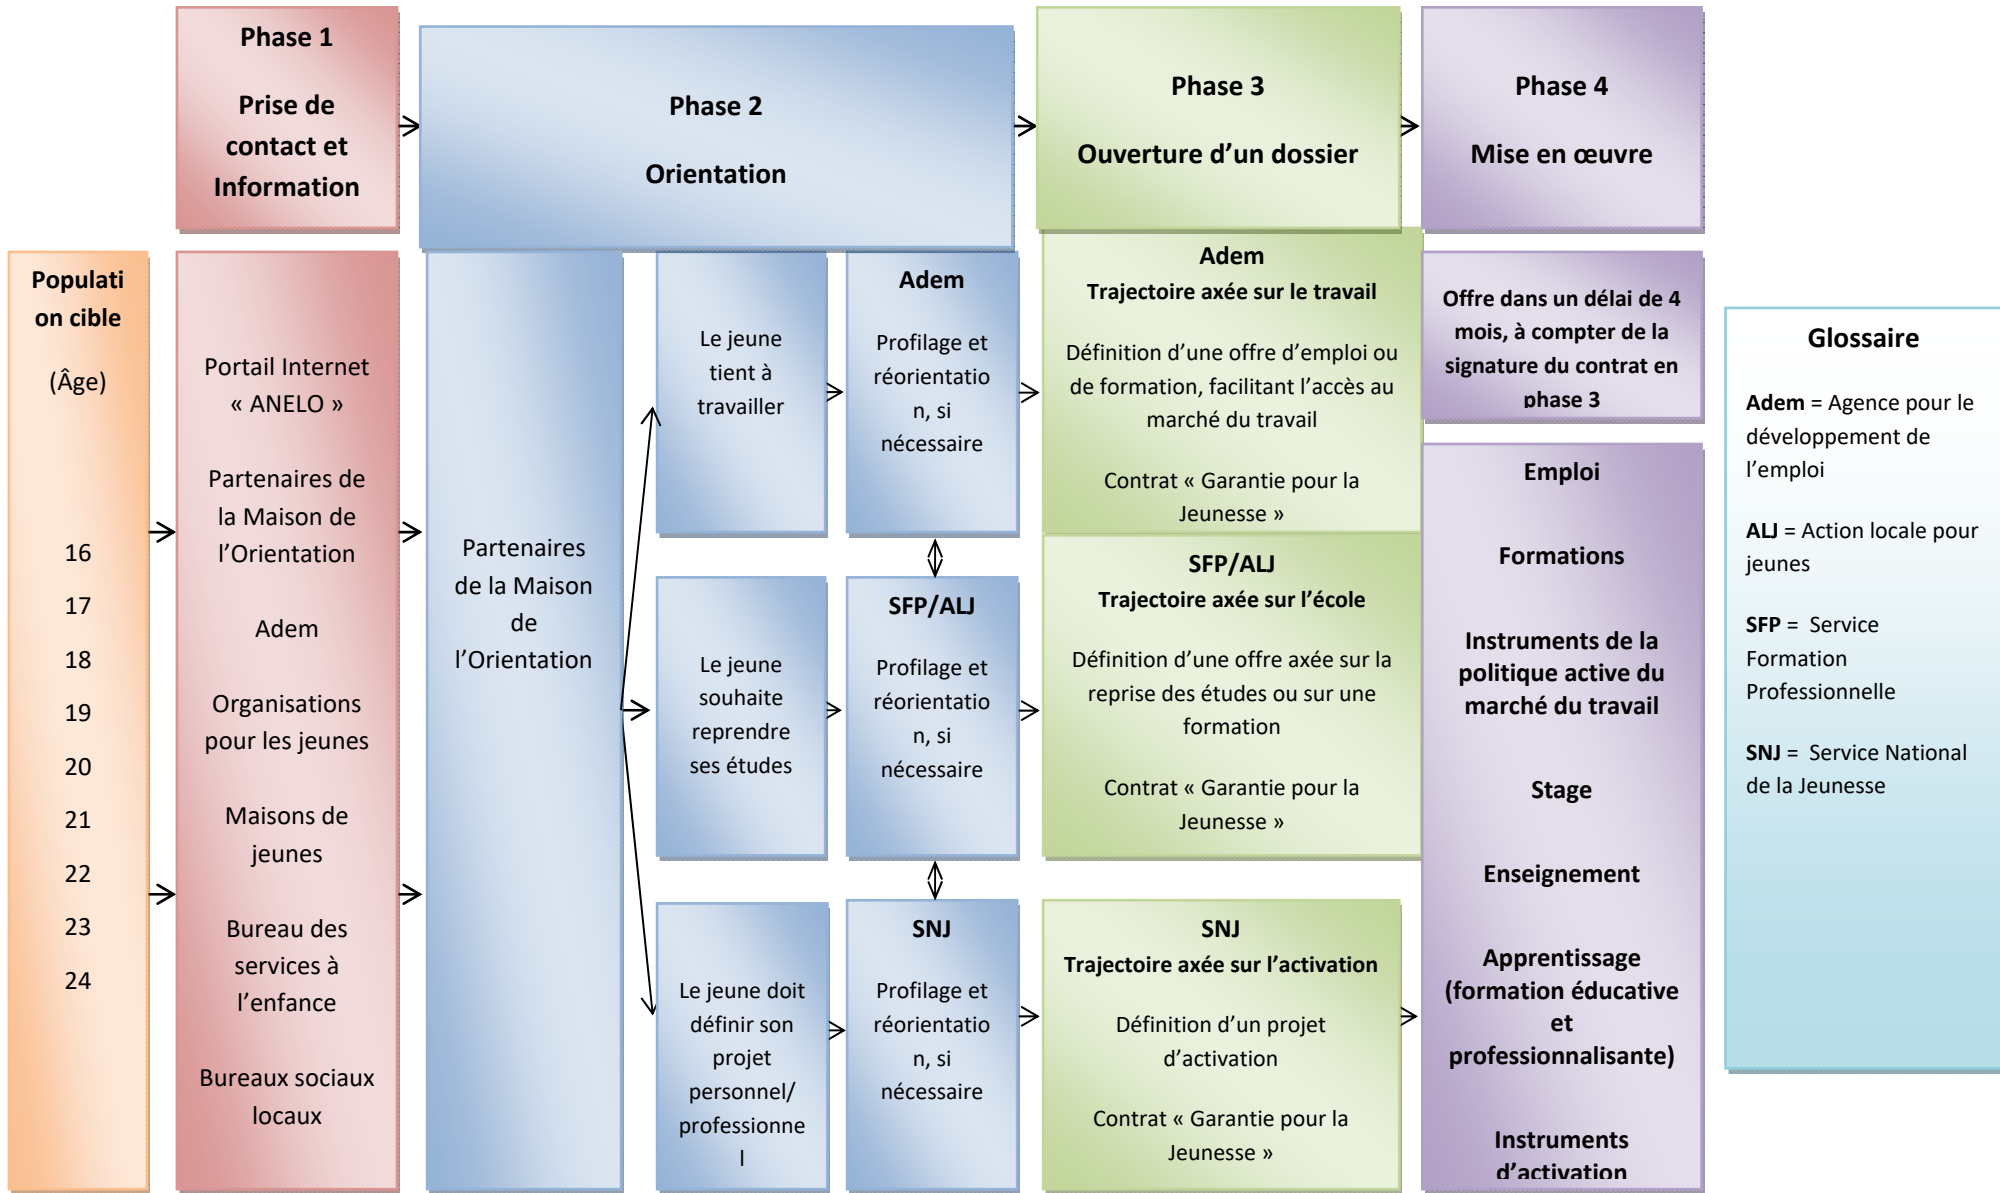 Phase 1
Prise de
contact et
Information
Phase 2
Orientation
Phase 3
Ouverture d’un dossier
Phase 4
Mise en œuvre
Populati
on cible
(Âge)
16
17
18
19
20
21
22
23
24
Portail Internet
« ANELO »
Partenaires de
la Maison de
l’Orientation
Adem
Organisations
pour les jeunes
Maisons de
jeunes
Bureau des
services à
l’enfance
Bureaux sociaux
locaux
Partenaires
de la Maison
de
l’Orientation
Le jeune
tient à
travailler
Le jeune
souhaite
reprendre
ses études
Le jeune doit
définir son
projet
personnel/
professionne
l
Adem
Profilage et
réorientatio
n, si
nécessaire
SFP/ALJ
Profilage et
réorientatio
n, si
nécessaire
SNJ
Profilage et
réorientatio
n, si
nécessaire
Adem
Trajectoire axée sur le travail
Définition d’une offre d’emploi ou
de formation, facilitant l’accès au
marché du travail
Contrat « Garantie pour la
Jeunesse »
SFP/ALJ
Trajectoire axée sur l’école
Définition d’une offre axée sur la
reprise des études ou sur une
formation
Contrat « Garantie pour la
Jeunesse »
SNJ
Trajectoire axée sur l’activation
Définition d’un projet
d’activation
Contrat « Garantie pour la
Jeunesse »
Offre dans un délai de 4
mois, à compter de la
signature du contrat en
phase 3
Emploi
Formations
Instruments de la
politique active du
marché du travail
Stage
Enseignement
Apprentissage
(formation éducative
et
professionnalisante)
Instruments
d’activation
Glossaire
Adem = Agence pour le
développement de
l’emploi
ALJ = Action locale pour
jeunes
SFP = Service
Formation
Professionnelle
SNJ = Service National
de la Jeunesse